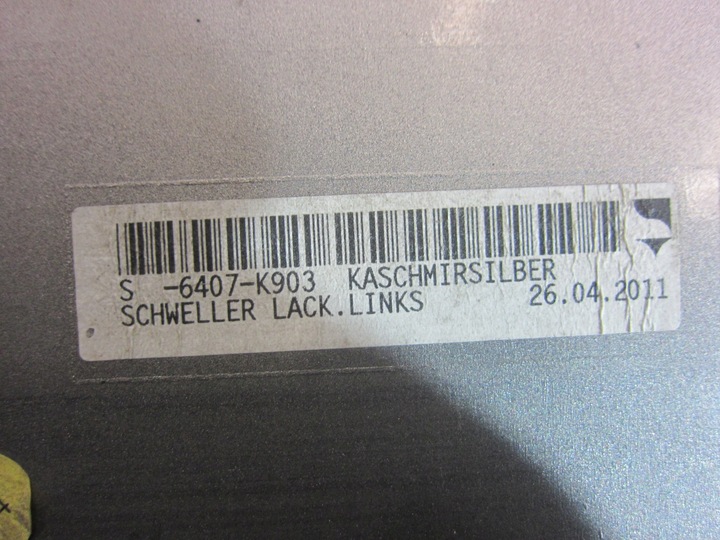 S -6407-K903 KASCHMIRSILBER
SCHWELLER LACK.LINKS 26.04.2011